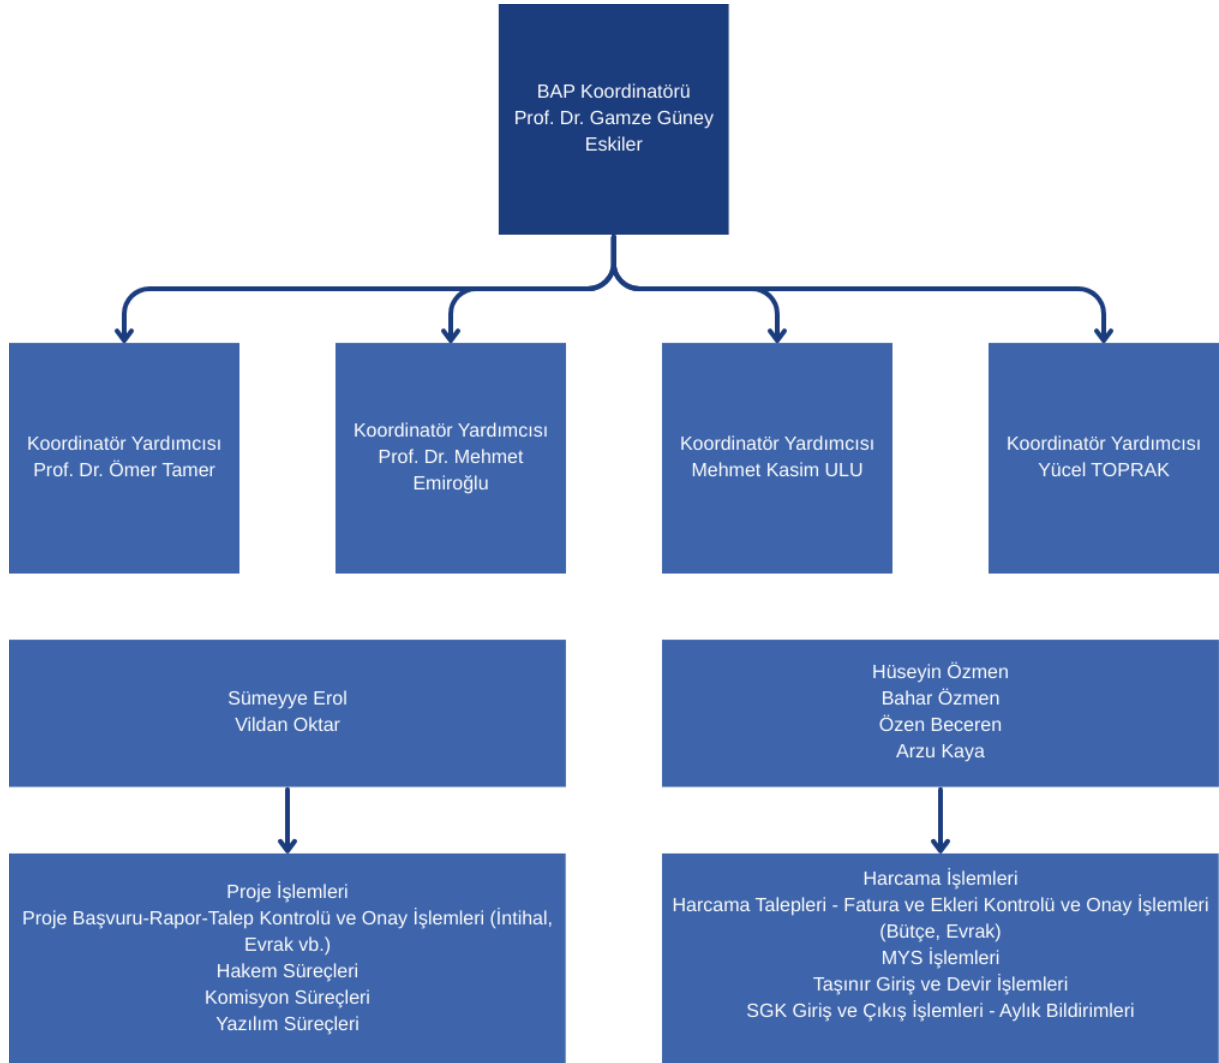 BAP Koordinatörü
Prof. Dr. Gamze Güney
Eskiler
Koordinatör Yardımcısı
Prof. Dr. Ömer Tamer
Koordinatör Yardımcısı
Prof. Dr. Mehmet
Emiroğlu
Koordinatör Yardımcısı
Mehmet Kasim ULU
Koordinatör Yardımcısı
Yücel TOPRAK
Sümeyye Erol
Vildan Oktar
Hüseyin Özmen
Bahar Özmen
Özen Beceren
Arzu Kaya
Proje İşlemleri
Proje Başvuru-Rapor-Talep Kontrolü ve Onay İşlemleri (İntihal,
Evrak vb.)
Hakem Süreçleri
Komisyon Süreçleri
Yazılım Süreçleri
Harcama İşlemleri
Harcama Talepleri - Fatura ve Ekleri Kontrolü ve Onay İşlemleri
(Bütçe, Evrak)
MYS İşlemleri
Taşınır Giriş ve Devir İşlemleri
SGK Giriş ve Çıkış İşlemleri - Aylık Bildirimleri